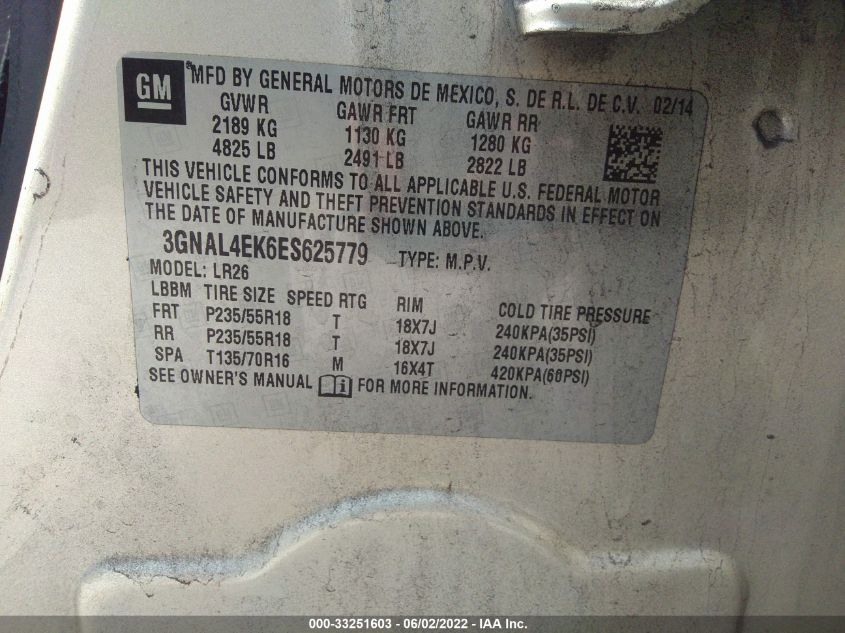 GM
MFD BY GENERAL MOTORS DE MEXICO, S. DE R.L. DE C.V. 02/14
GVWR GAWR FRT GAWR RR
2189 KG 1130 KG 1280 KG
4825 LB 2491 LB 2822 LB
THIS VEHICLE CONFORMS TO ALL APPLICABLE U.S. FEDERAL MOTOR
VEHICLE SAFETY AND THEFT PREVENTION STANDARDS IN EFFECT ON
THE DATE OF MANUFACTURE SHOWN ABOVE.
3GNAL4EK6ES625779 TYPE: M.P.V.
MODEL: LR26
LBBM TIRE SIZE SPEED RTG RIM COLD TIRE PRESSURE
FRT P235/55R18 T 18X7J 240KPA(35PSI)
RR P235/55R18 T 18X7J 240KPA(35PSI)
SPA T135/70R16 M 16X4T 420KPA(60PSI)
SEE OWNER'S MANUAL FOR MORE INFORMATION.
000-33251603 - 06/02/2022 - IAA Inc.